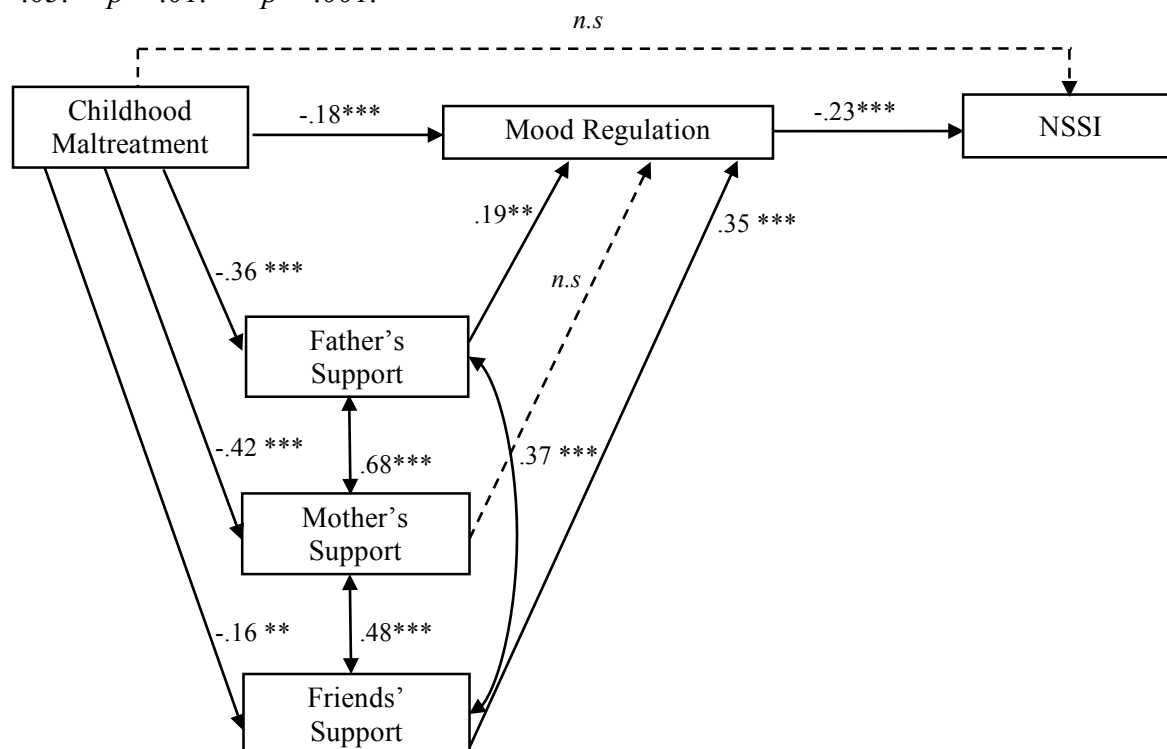 .05. ** p < .01. *** p < .001.
n.s
Childhood
Maltreatment
-.18***
Mood Regulation
-.23***
NSSI
.19**
.35 ***
-.36 ***
n.s
Father's
Support
-.42 ***
.68***
.37 ***
Mother's
Support
-.16 **
.48***
Friends'
Support